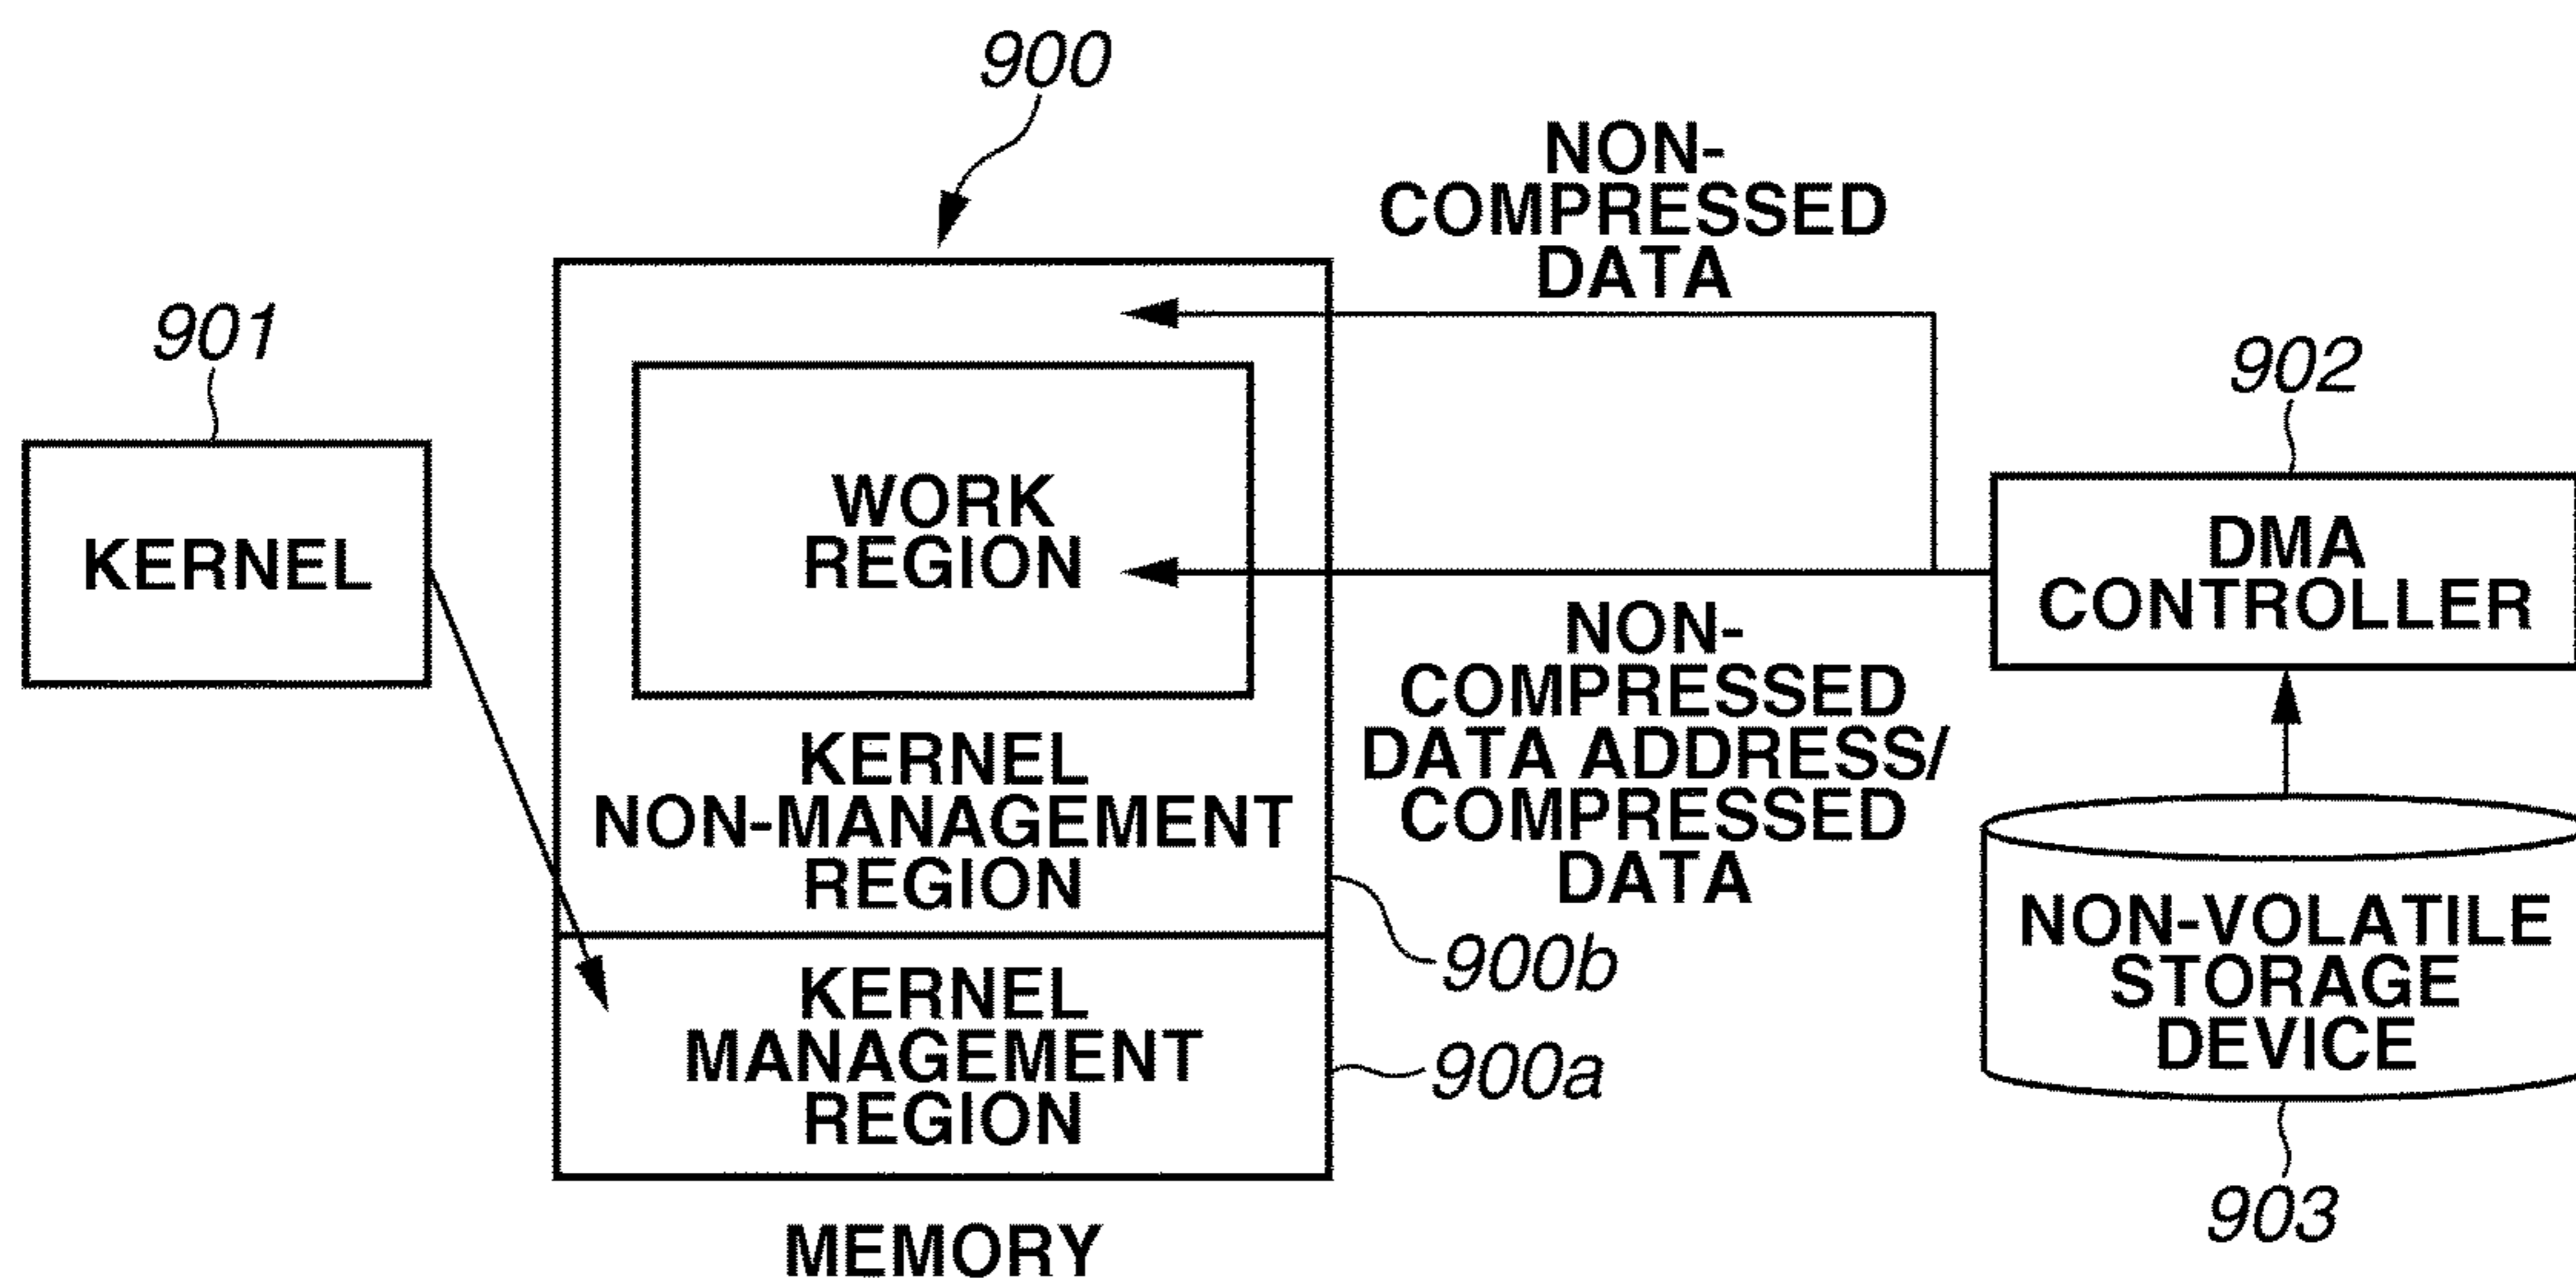 900
NON-
COMPRESSED
DATA
901
902
WORK
REGION
KERNEL
DMA
CONTROLLER
NON-
COMPRESSED
DATA ADDRESS/
COMPRESSED
DATA
KERNEL
NON-MANAGEMENT
REGION
NON-VOLATILE
STORAGE
DEVICE
900b
KERNEL
MANAGEMENT
REGION
900a
903
MEMORY